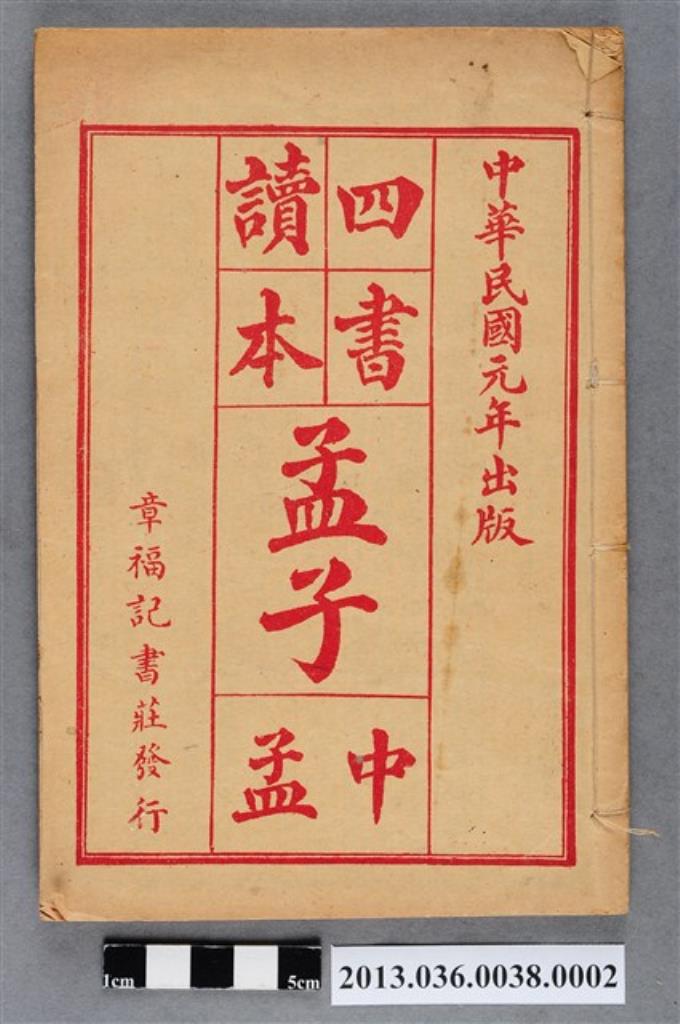 中華民國元年出版
四書
讀本
孟子
中孟
章福記書莊發行
1cm
5cm
2013.036.0038.0002